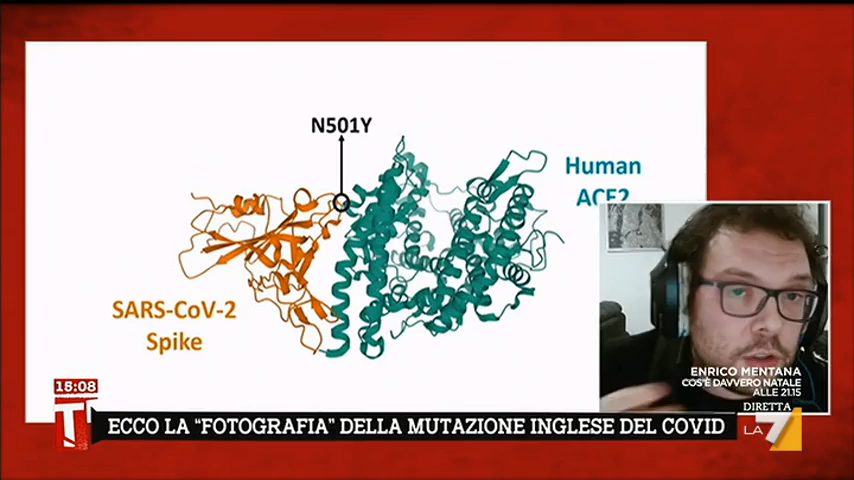 N501Y
Human
ACE2
SARS-CoV-2
Spike
ENRICO MENTANA
COS'È DAVVERO NATALE
ALLE 21.15
DIRETTA
15:08
T
ECCO LA "FOTOGRAFIA" DELLA MUTAZIONE INGLESE DEL COVID
LA7